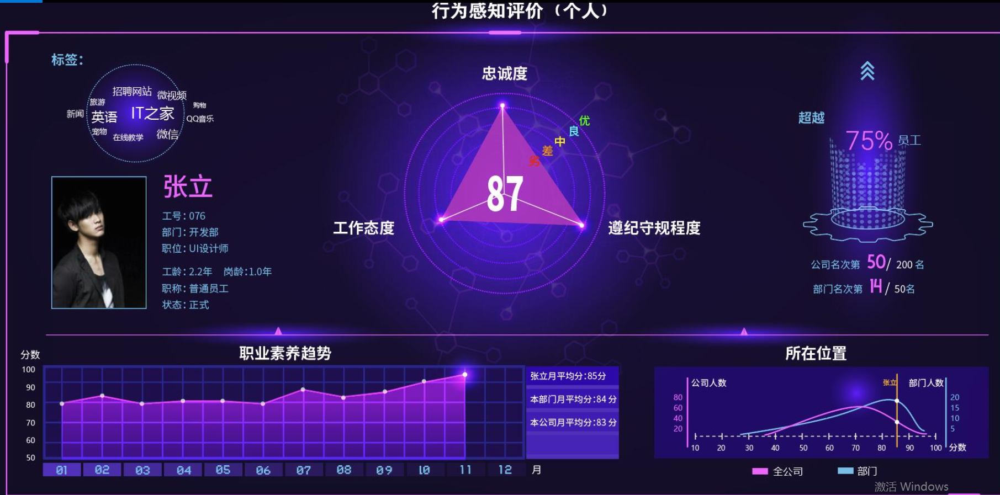 行为感知评价（个人）
标签：
招聘网站
微视频
旅游
购物
新闻
英语
IT之家
QQ音乐
宠物
在线教学
微信
张立
工号：076
部门：开发部
职位：UI设计师
工龄：2.2年 岗龄：1.0年
职称：普通员工
状态：正式
忠诚度
优
良
中
差
劣
87
工作态度
遵纪守规程度
超越
75% 员工
公司名次第 50/ 200 名
部门名次第 14 / 50名
职业素养趋势
分数
100
90
80
70
60
50
01 02 03 04 05 06 07 08 09 10 11 12 月
张立月平均分：85分
本部门月平均分：84 分
本公司月平均分：83 分
所在位置
公司人数
张立
部门人数
80
60
40
20
20
15
10
5
10 20 30 40 50 60 70 80 90 100 分数
全公司
部门
激活 Windows